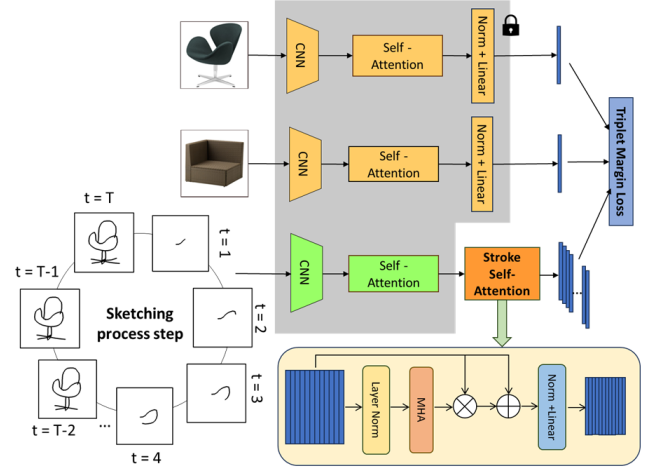 CNN
Self -
Attention
Norm + Linear
CNN
Self -
Attention
Norm + Linear
Triplet Margin
Loss
t = T
t = 1
t = T-1
Sketching
process step
t = 2
t = 3
t = T-2
...
t = 4
CNN
Self -
Attention
Stroke
Self-
Attention
...
Layer Norm
MHA
Norm +Linear